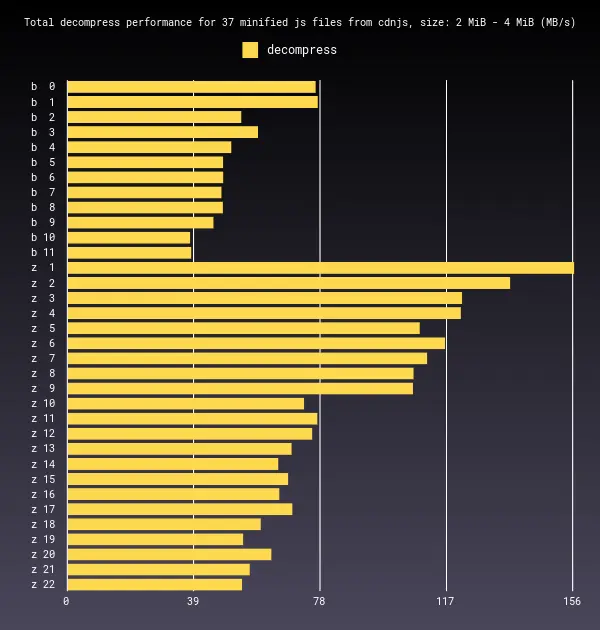 Total decompress performance for 37 minified js files from cdnjs, size: 2 MiB - 4 MiB (MB/s)
decompress
b 0
b 1
b 2
b 3
b 4
b 5
b 6
b 7
b 8
b 9
b 10
b 11
z 1
z 2
z 3
z 4
z 5
z 6
z 7
z 8
z 9
z 10
z 11
z 12
z 13
z 14
z 15
z 16
z 17
z 18
z 19
z 20
z 21
z 22
0 39 78 117 156